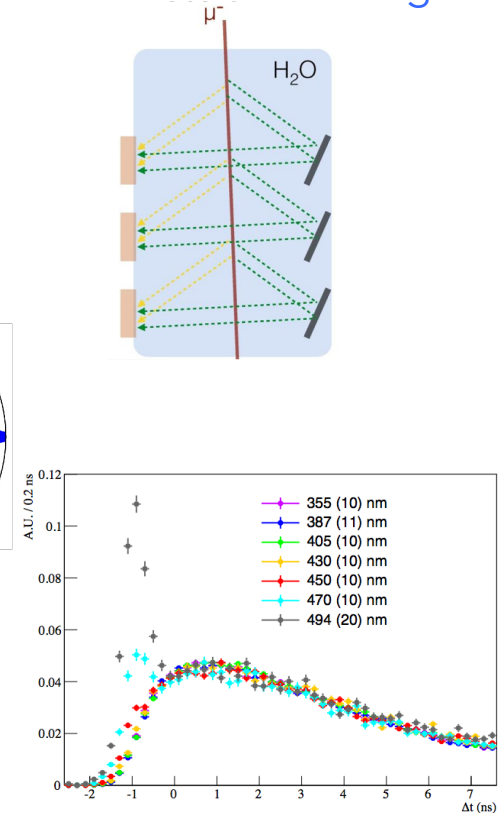 μ-
H₂O
A.U. / 0.2 ns
0.12
0.1
0.08
0.06
0.04
0.02
0
355 (10) nm
387 (11) nm
405 (10) nm
430 (10) nm
450 (10) nm
470 (10) nm
494 (20) nm
-2 -1 0 1 2 3 4 5 6 7
Δt (ns)